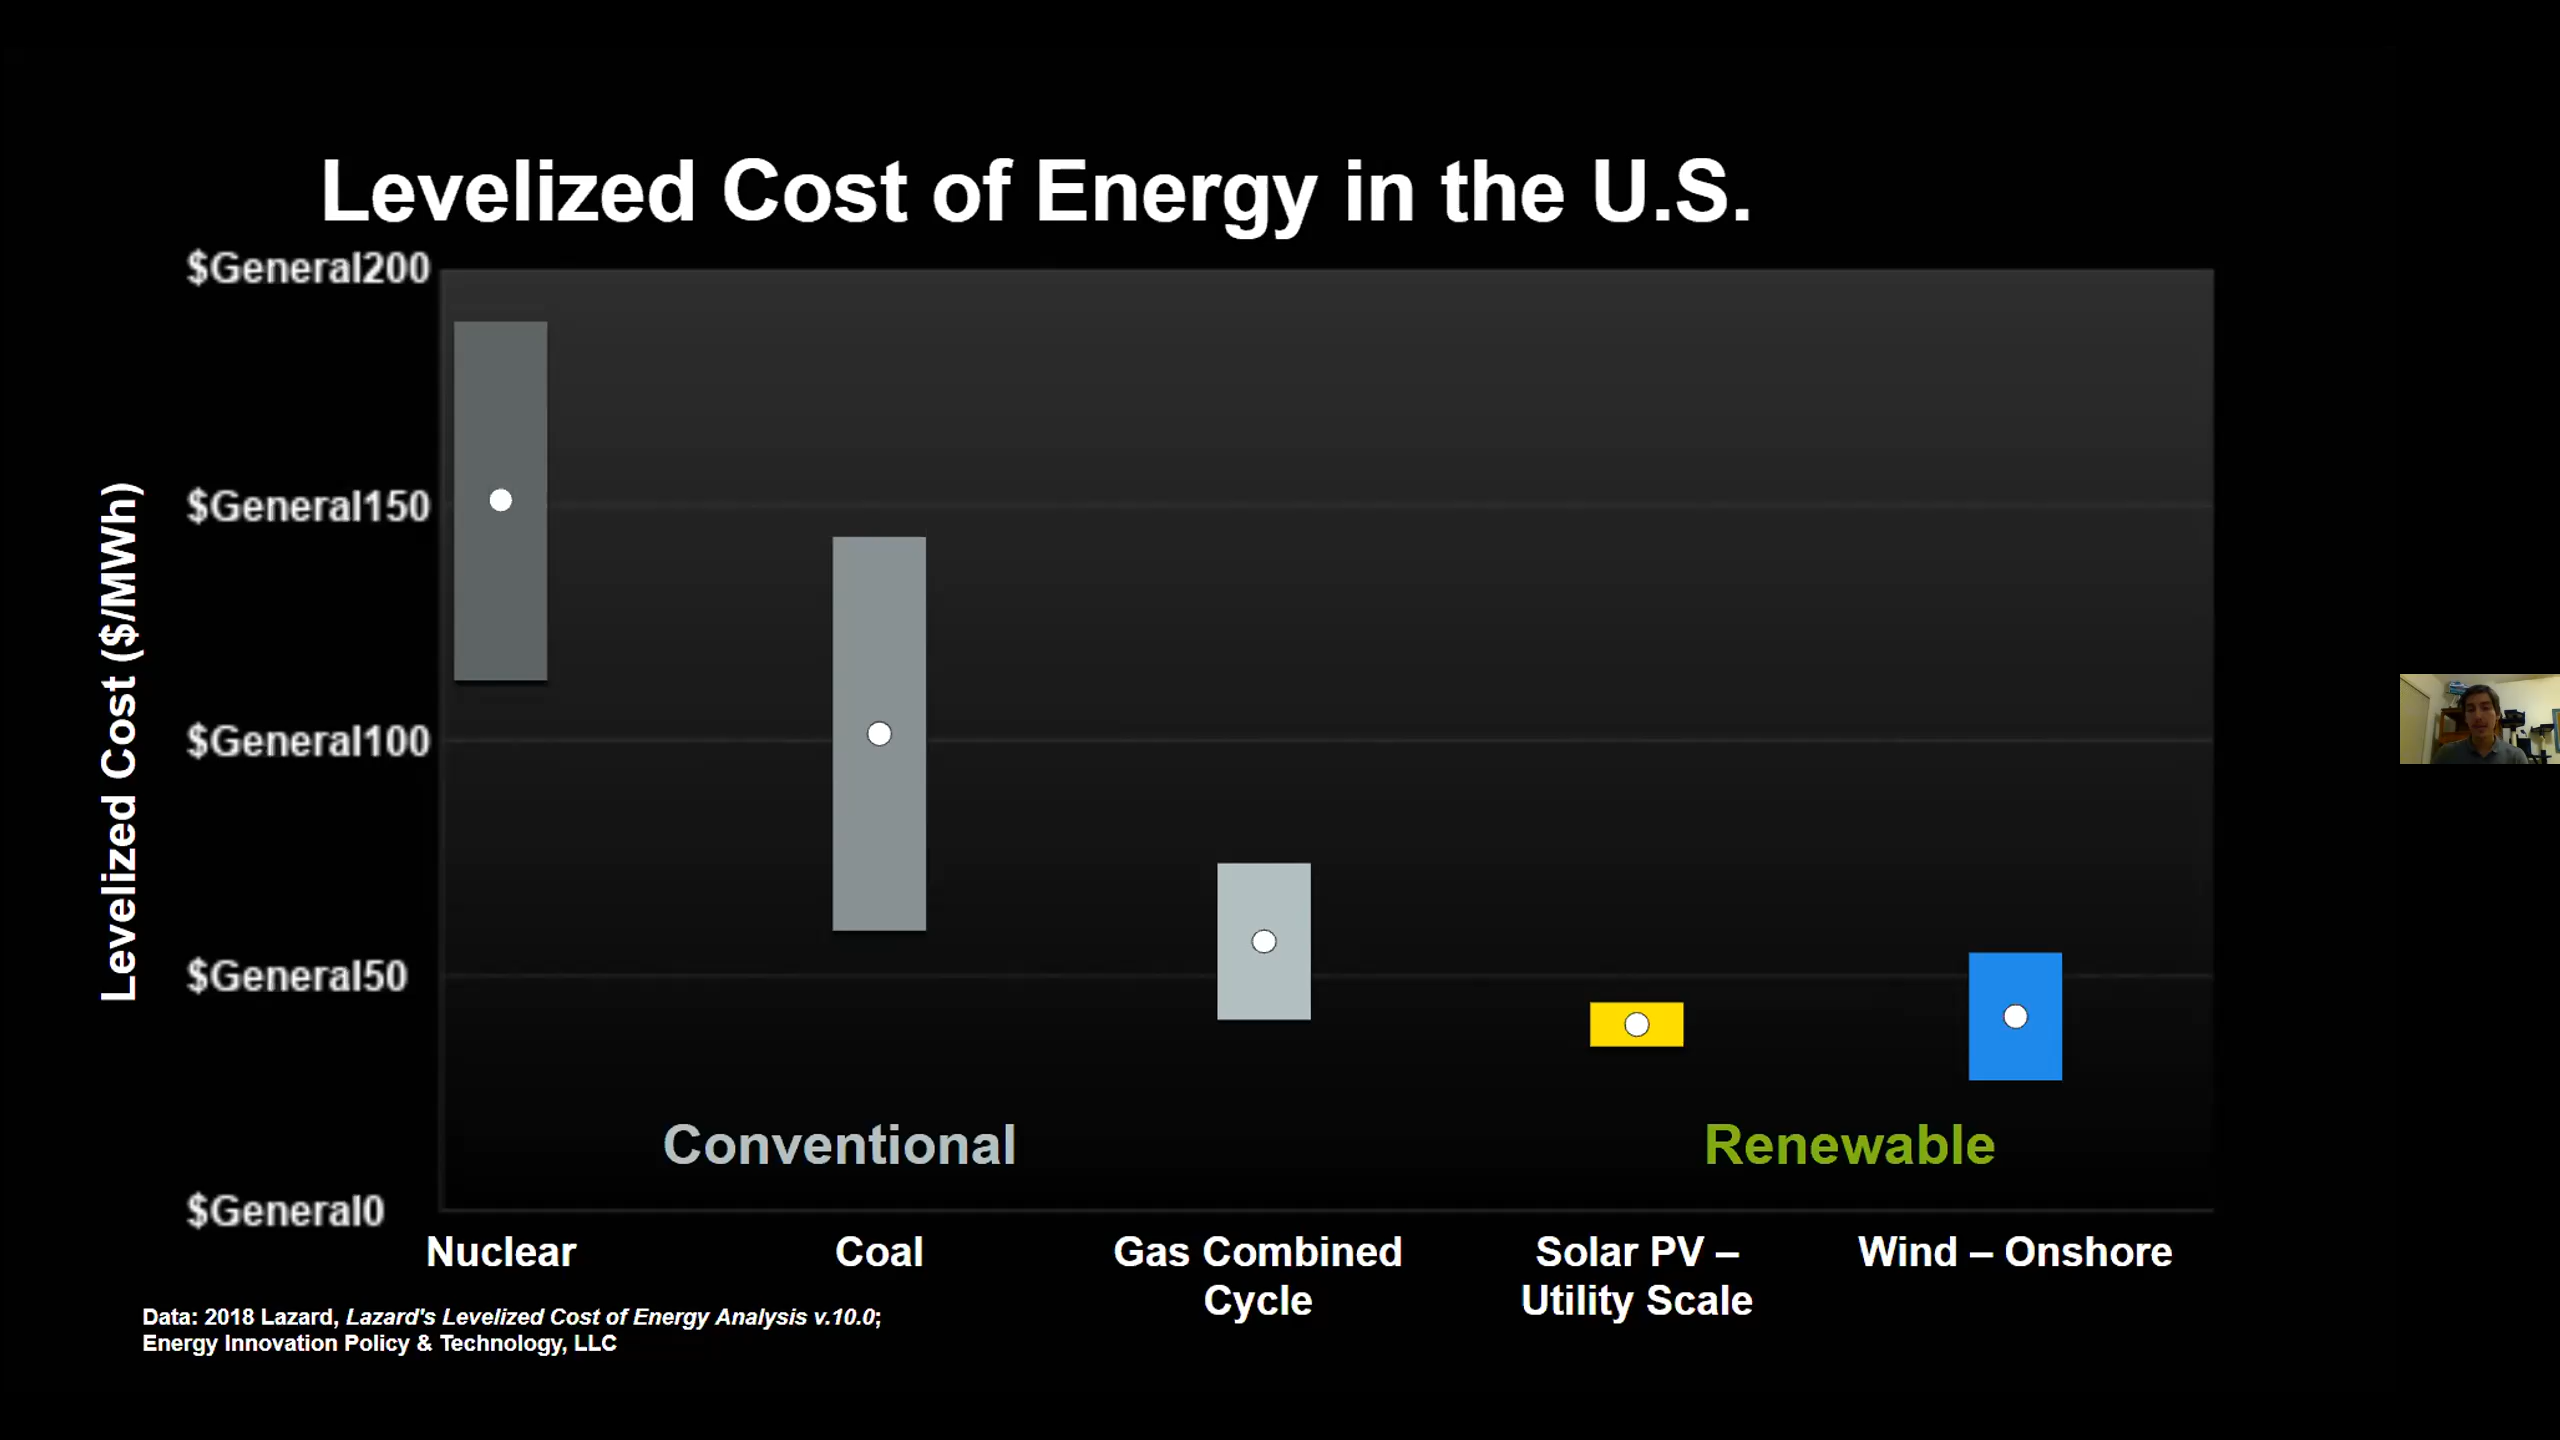 Levelized Cost of Energy in the U.S.
$General200
$General150
$General100
$General50
$General0
Levelized Cost ($/MWh)
Conventional
Renewable
Nuclear
Coal
Gas Combined
Cycle
Solar PV –
Utility Scale
Wind – Onshore
Data: 2018 Lazard, Lazard's Levelized Cost of Energy Analysis v.10.0;
Energy Innovation Policy & Technology, LLC